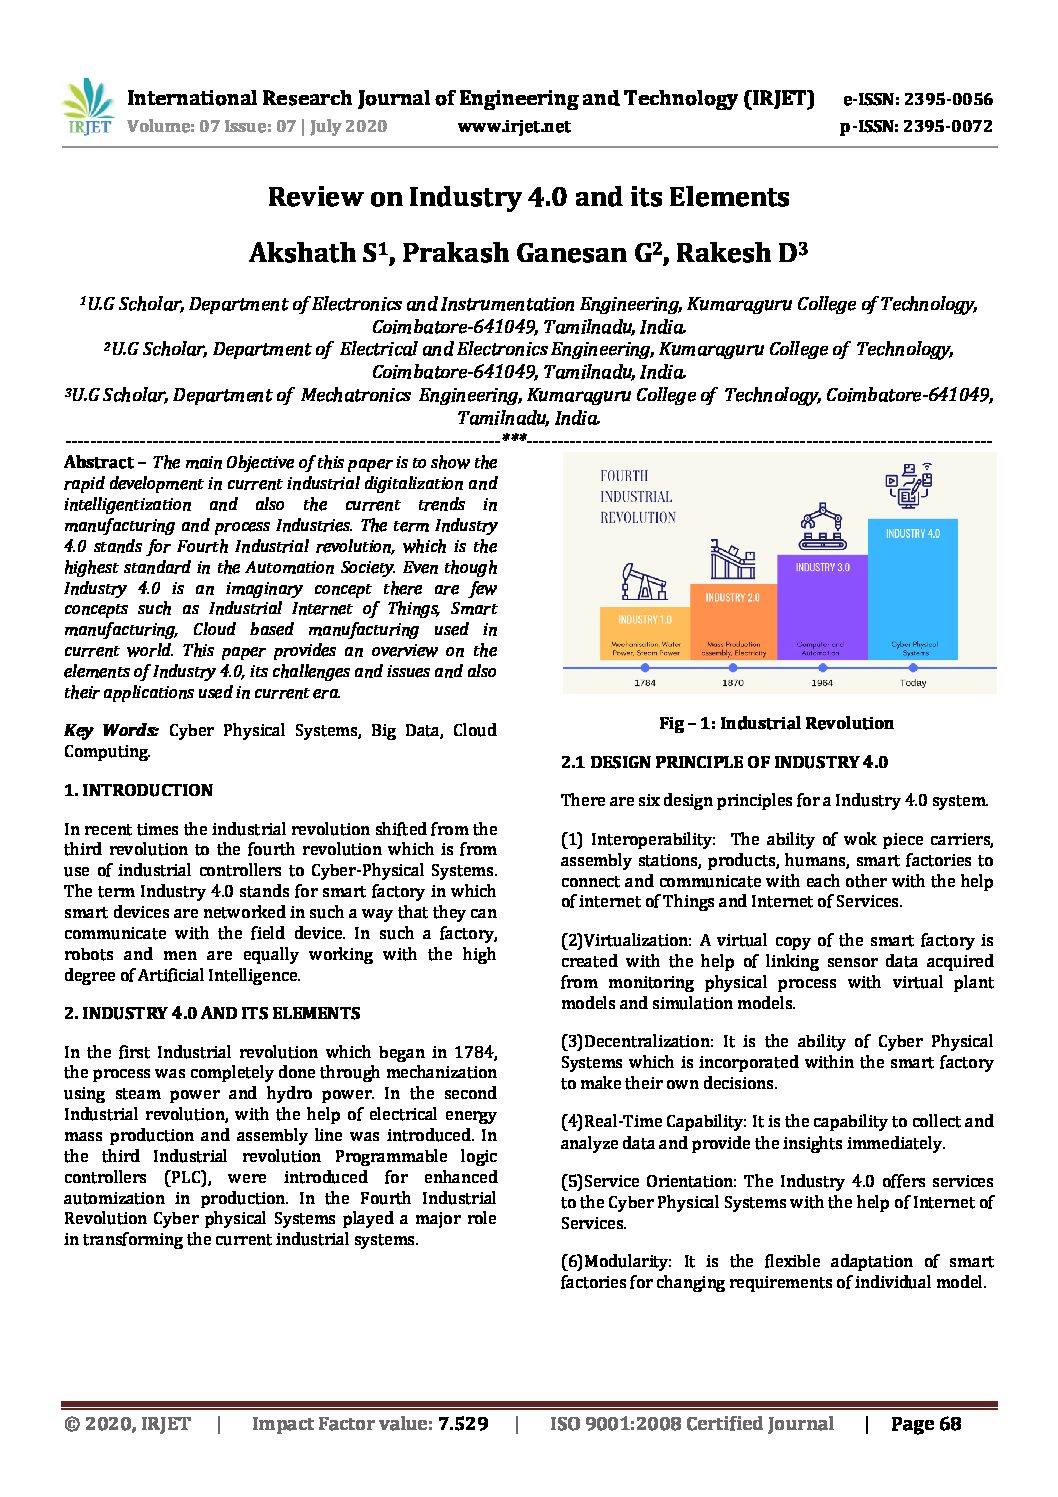 International Research Journal of Engineering and Technology (IRJET) e-ISSN: 2395-0056
IRJET Volume: 07 Issue: 07 | July 2020 www.irjet.net p-ISSN: 2395-0072
Review on Industry 4.0 and its Elements
Akshath S¹, Prakash Ganesan G², Rakesh D³
¹U.G Scholar, Department of Electronics and Instrumentation Engineering, Kumaraguru College of Technology,
Coimbatore-641049, Tamilnadu, India.
²U.G Scholar, Department of Electrical and Electronics Engineering, Kumaraguru College of Technology,
Coimbatore-641049, Tamilnadu, India.
³U.G Scholar, Department of Mechatronics Engineering, Kumaraguru College of Technology, Coimbatore-641049,
Tamilnadu, India.
----------------------------------------------------------------------***---------------------------------------------------------------------------
Abstract – The main Objective of this paper is to show the
rapid development in current industrial digitalization and
intelligentization and also the current trends in
manufacturing and process Industries. The term Industry
4.0 stands for Fourth Industrial revolution, which is the
highest standard in the Automation Society. Even though
Industry 4.0 is an imaginary concept there are few
concepts such as Industrial Internet of Things, Smart
manufacturing, Cloud based manufacturing used in
current world. This paper provides an overview on the
elements of Industry 4.0, its challenges and issues and also
their applications used in current era.
Key Words: Cyber Physical Systems, Big Data, Cloud
Computing.
1. INTRODUCTION
In recent times the industrial revolution shifted from the
third revolution to the fourth revolution which is from
use of industrial controllers to Cyber-Physical Systems.
The term Industry 4.0 stands for smart factory in which
smart devices are networked in such a way that they can
communicate with the field device. In such a factory,
robots and men are equally working with the high
degree of Artificial Intelligence.
2. INDUSTRY 4.0 AND ITS ELEMENTS
In the first Industrial revolution which began in 1784,
the process was completely done through mechanization
using steam power and hydro power. In the second
Industrial revolution, with the help of electrical energy
mass production and assembly line was introduced. In
the third Industrial revolution Programmable logic
controllers (PLC), were introduced for enhanced
automization in production. In the Fourth Industrial
Revolution Cyber physical Systems played a major role
in transforming the current industrial systems.
FOURTH
INDUSTRIAL
REVOLUTION
INDUSTRY 1.0
INDUSTRY 2.0
INDUSTRY 3.0
INDUSTRY 4.0
Mechanisation, Water
Power, Steam Power
Mass Production
assembly, Electricity
Computer and
Automation
Cyber Physical
Systems
1784 1870 1964 Today
Fig – 1: Industrial Revolution
2.1 DESIGN PRINCIPLE OF INDUSTRY 4.0
There are six design principles for a Industry 4.0 system.
(1) Interoperability: The ability of wok piece carriers,
assembly stations, products, humans, smart factories to
connect and communicate with each other with the help
of internet of Things and Internet of Services.
(2)Virtualization: A virtual copy of the smart factory is
created with the help of linking sensor data acquired
from monitoring physical process with virtual plant
models and simulation models.
(3)Decentralization: It is the ability of Cyber Physical
Systems which is incorporated within the smart factory
to make their own decisions.
(4)Real-Time Capability: It is the capability to collect and
analyze data and provide the insights immediately.
(5)Service Orientation: The Industry 4.0 offers services
to the Cyber Physical Systems with the help of Internet of
Services.
(6)Modularity: It is the flexible adaptation of smart
factories for changing requirements of individual model.
© 2020, IRJET | Impact Factor value: 7.529 | ISO 9001:2008 Certified Journal | Page 68